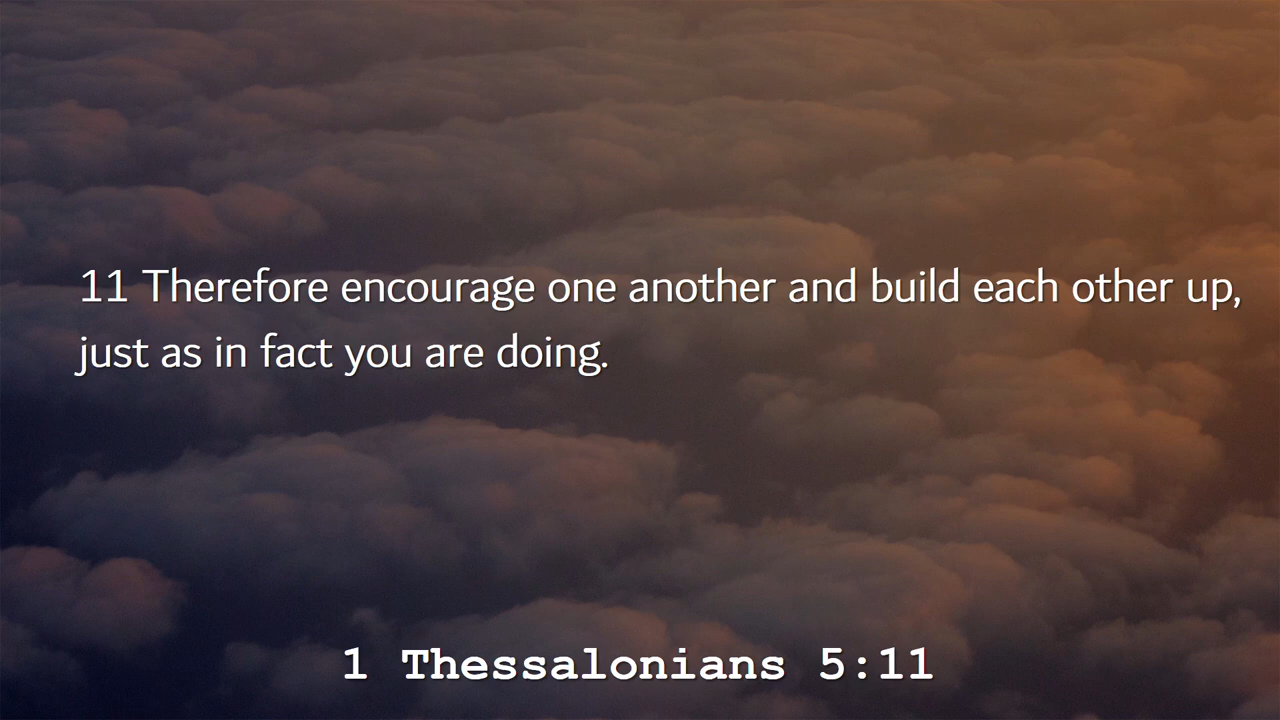 11 Therefore encourage one another and build each other up,
just as in fact you are doing.
1 Thessalonians 5:11